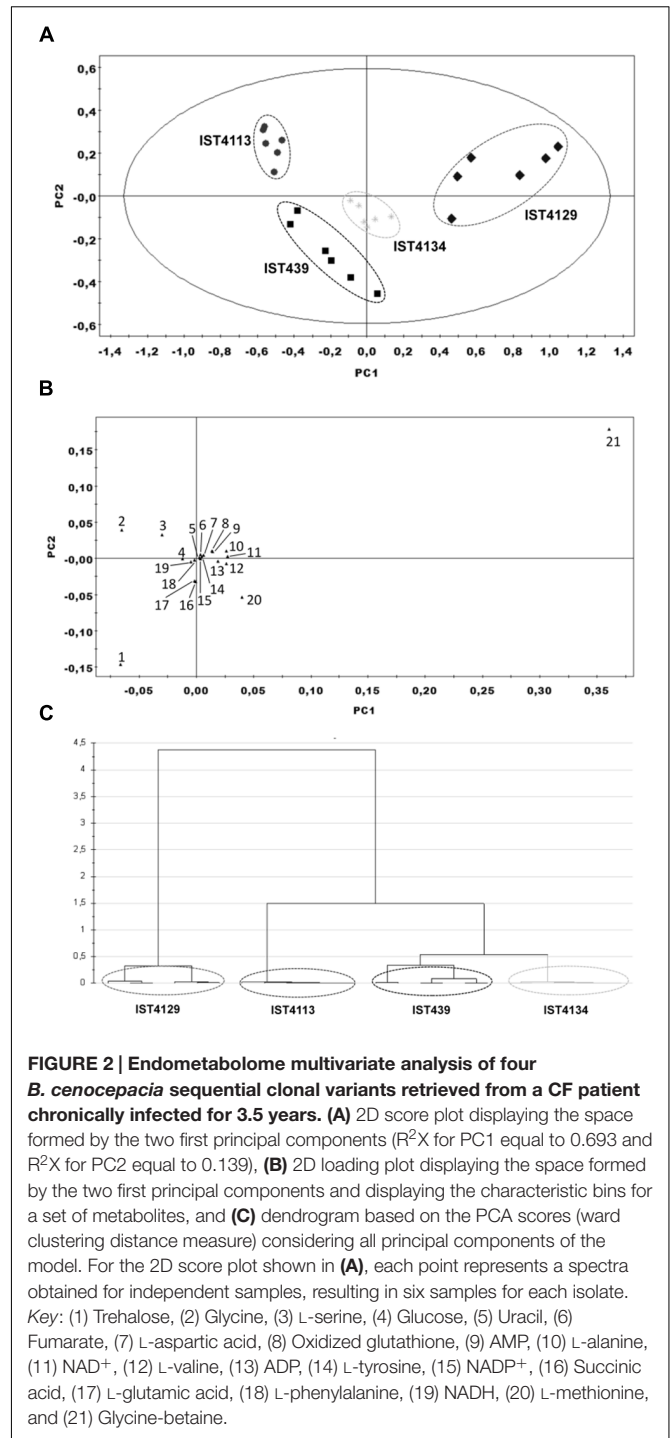 A
0,6
0,4
0,2
-0,0
-0,2
-0,4
-0,6
PC2
IST4113
IST4129
IST4134
IST439
-1,4 -1,2 -1,0 -0,8 -0,6 -0,4 -0,2 0,0 0,2 0,4 0,6 0,8 1,0 1,2 1,4
PC1
B
0,15
0,10
0,05
-0,00
-0,05
-0,10
-0,15
PC2
21
2 3 5 6 7 8 9
4 10 11
19 13 12
18 14
17 16 15 20
1
-0,05 0,00 0,05 0,10 0,15 0,20 0,25 0,30 0,35
PC1
C
4,5
4
3,5
3
2,5
2
1,5
1
0,5
0
IST4129 IST4113 IST439 IST4134
FIGURE 2 | Endometabolome multivariate analysis of four
B. cenocepacia sequential clonal variants retrieved from a CF patient
chronically infected for 3.5 years. (A) 2D score plot displaying the space
formed by the two first principal components (R²X for PC1 equal to 0.693 and
R²X for PC2 equal to 0.139), (B) 2D loading plot displaying the space formed
by the two first principal components and displaying the characteristic bins for
a set of metabolites, and (C) dendrogram based on the PCA scores (ward
clustering distance measure) considering all principal components of the
model. For the 2D score plot shown in (A), each point represents a spectra
obtained for independent samples, resulting in six samples for each isolate.
Key: (1) Trehalose, (2) Glycine, (3) L-serine, (4) Glucose, (5) Uracil, (6)
Fumarate, (7) L-aspartic acid, (8) Oxidized glutathione, (9) AMP, (10) L-alanine,
(11) NAD⁺, (12) L-valine, (13) ADP, (14) L-tyrosine, (15) NADP⁺, (16) Succinic
acid, (17) L-glutamic acid, (18) L-phenylalanine, (19) NADH, (20) L-methionine,
and (21) Glycine-betaine.